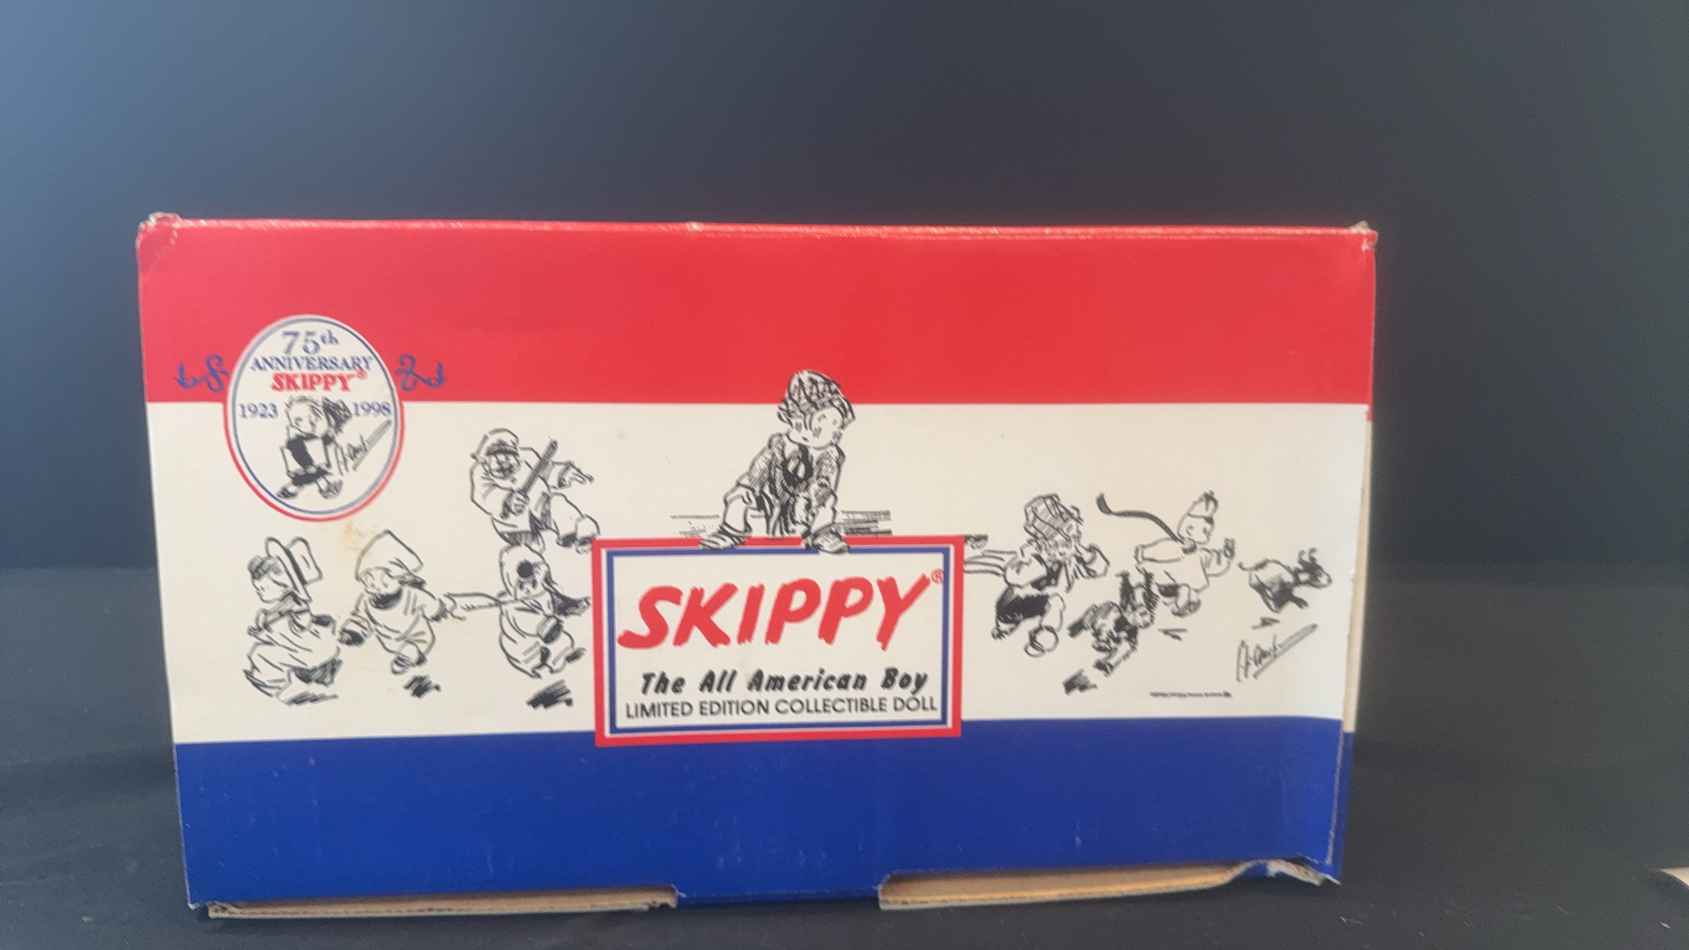 75th
ANNIVERSARY
SKIPPY®
1923 1998
SKIPPY®
The All American Boy
LIMITED EDITION COLLECTIBLE DOLL